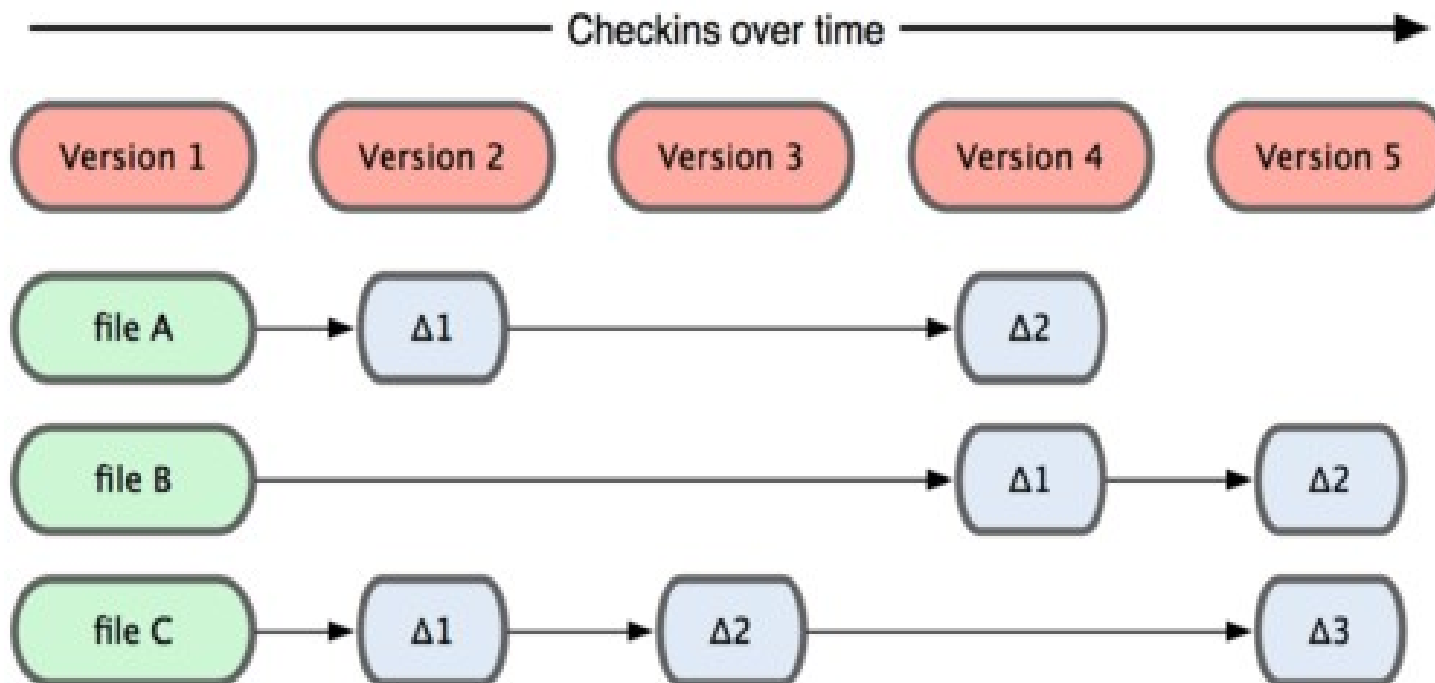 Checkins over time
Version 1 Version 2 Version 3 Version 4 Version 5
file A Δ1 Δ2
file B Δ1 Δ2
file C Δ1 Δ2 Δ3